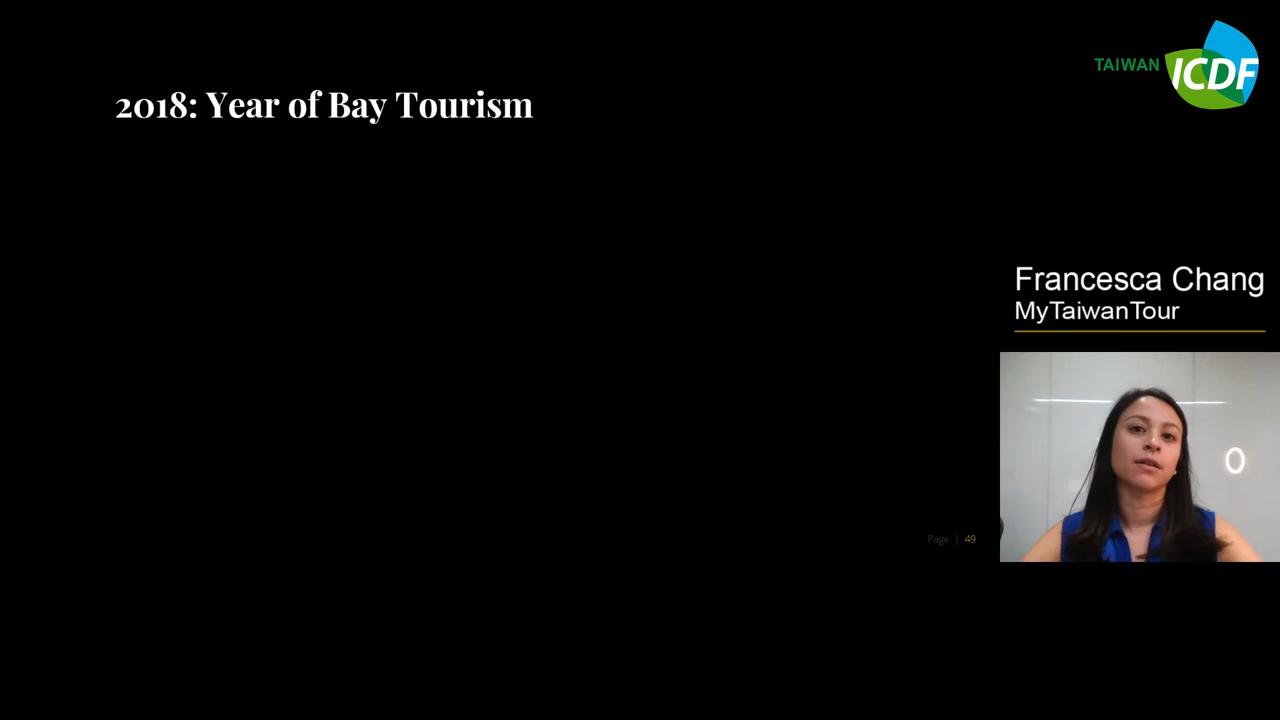 TAIWAN ICDF
2018: Year of Bay Tourism
Francesca Chang
MyTaiwanTour
Page | 49